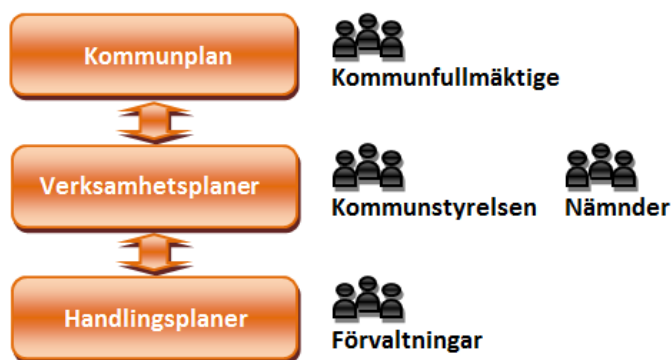 Kommunplan
Kommunfullmäktige
Verksamhetsplaner
Kommunstyrelsen
Nämnder
Handlingsplaner
Förvaltningar